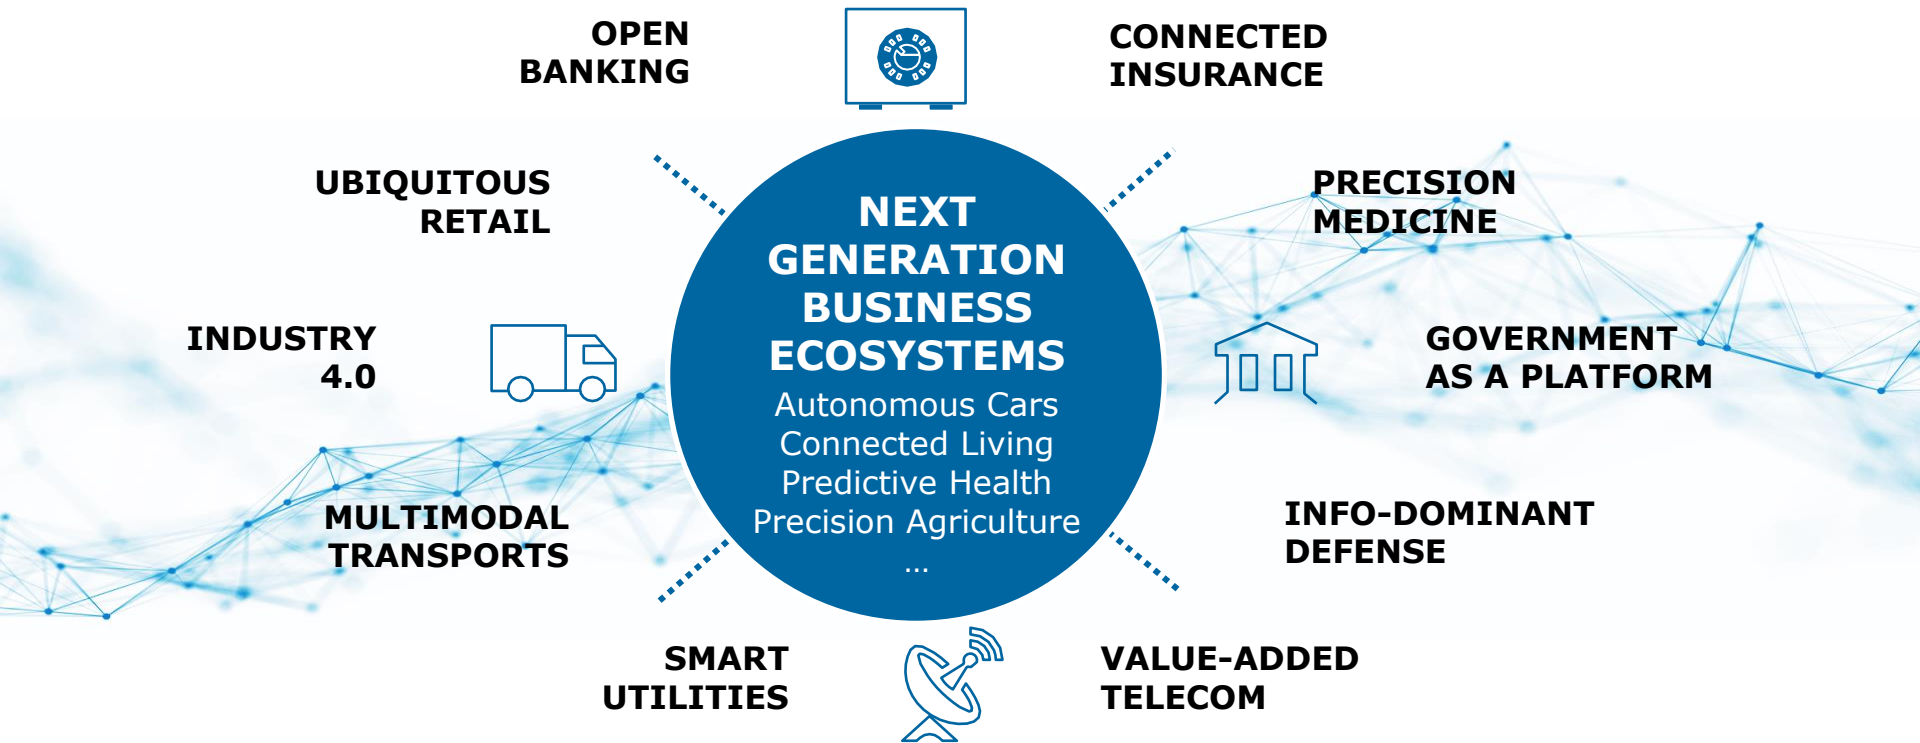 OPEN
BANKING
CONNECTED
INSURANCE
UBIQUITOUS
RETAIL
PRECISION
MEDICINE
NEXT
GENERATION
BUSINESS
ECOSYSTEMS
Autonomous Cars
Connected Living
Predictive Health
Precision Agriculture
...
INDUSTRY
4.0
GOVERNMENT
AS A PLATFORM
MULTIMODAL
TRANSPORTS
INFO-DOMINANT
DEFENSE
SMART
UTILITIES
VALUE-ADDED
TELECOM